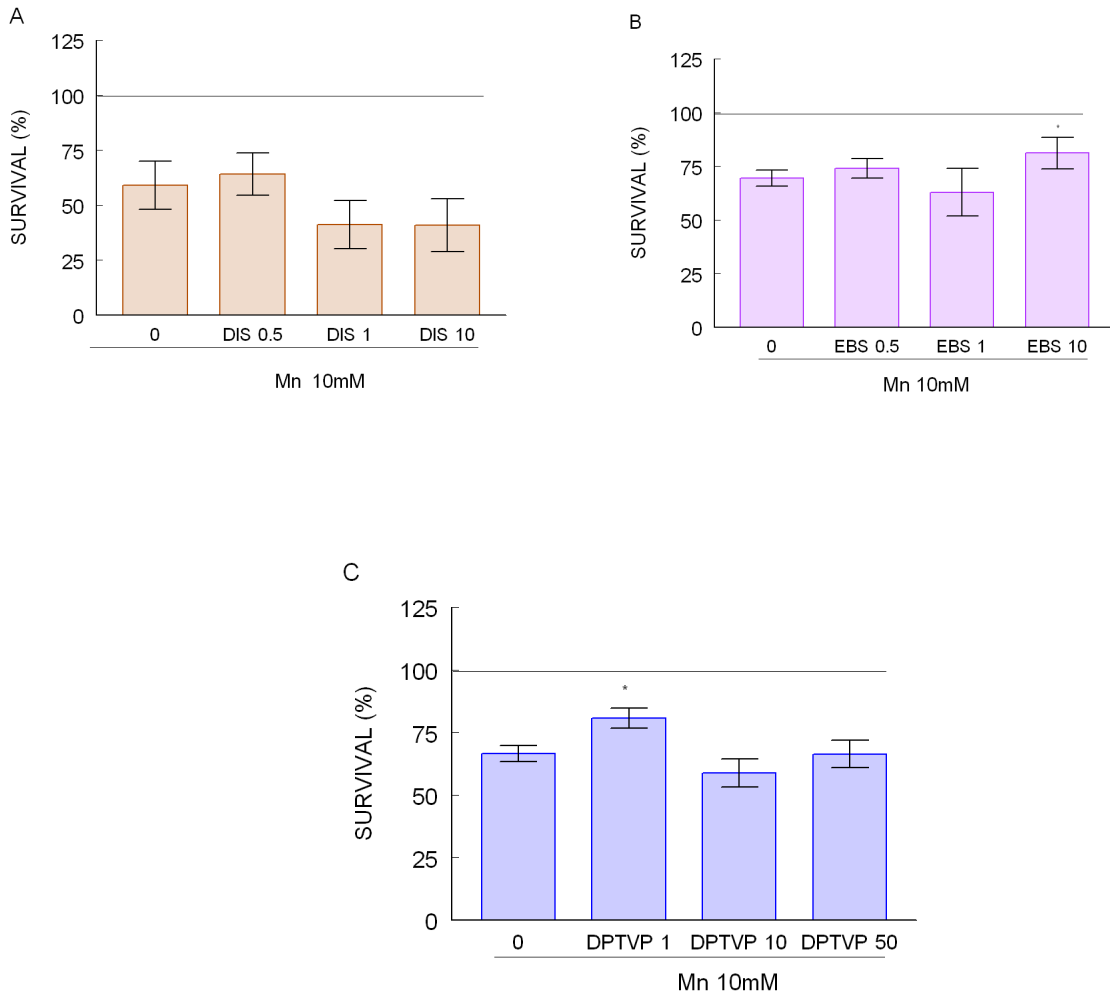 A
SURVIVAL (%)
125
100
75
50
25
0
0 DIS 0.5 DIS 1 DIS 10
Mn 10mM
B
SURVIVAL (%)
125
100
75
50
25
0
*
0 EBS 0.5 EBS 1 EBS 10
Mn 10mM
C
SURVIVAL (%)
125
100
75
50
25
0
*
0 DPTVP 1 DPTVP 10 DPTVP 50
Mn 10mM